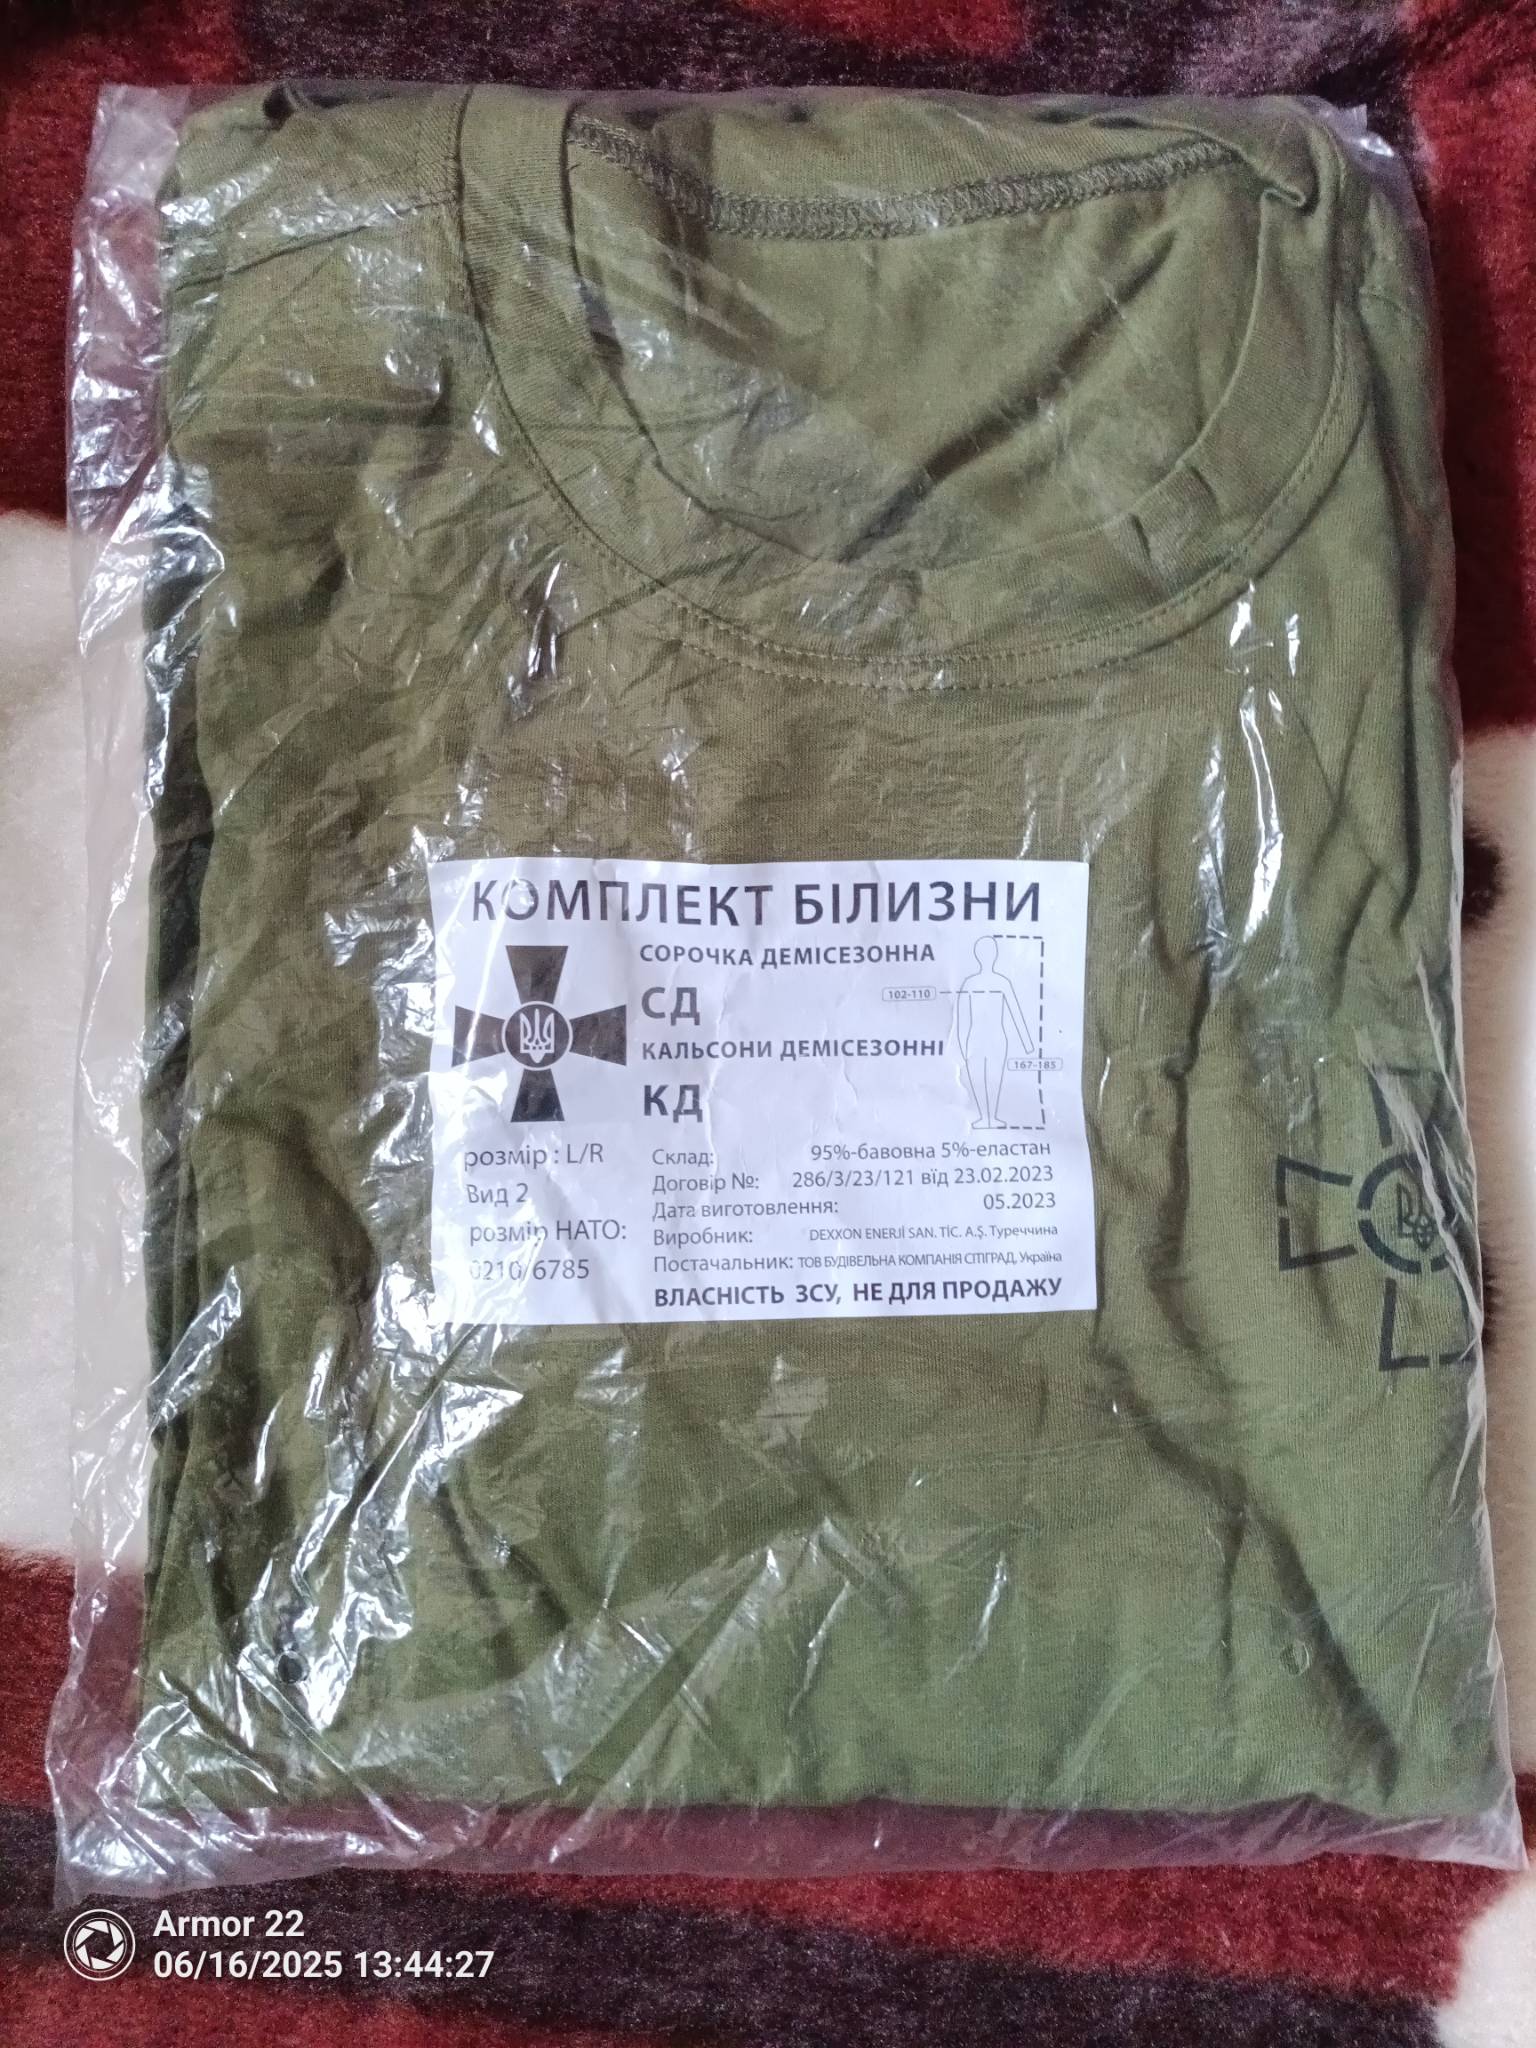 КОМПЛЕКТ БІЛИЗНИ
СОРОЧКА ДЕМІСЕЗОННА
СД
102-110
КАЛЬСОНИ ДЕМІСЕЗОННІ
167-185
КД
розмір : L/R
Вид 2
розмір НАТО:
0210/6785
Склад: 95%-бавовна 5%-еластан
Договір №: 286/3/23/121 від 23.02.2023
Дата виготовлення: 05.2023
Виробник: DEXXON ENERJİ SAN. TİC. A.Ş. Туреччина
Постачальник: ТОВ БУДІВЕЛЬНА КОМПАНІЯ СІТІГРАД, Україна
ВЛАСНІСТЬ ЗСУ, НЕ ДЛЯ ПРОДАЖУ
Armor 22
06/16/2025 13:44:27